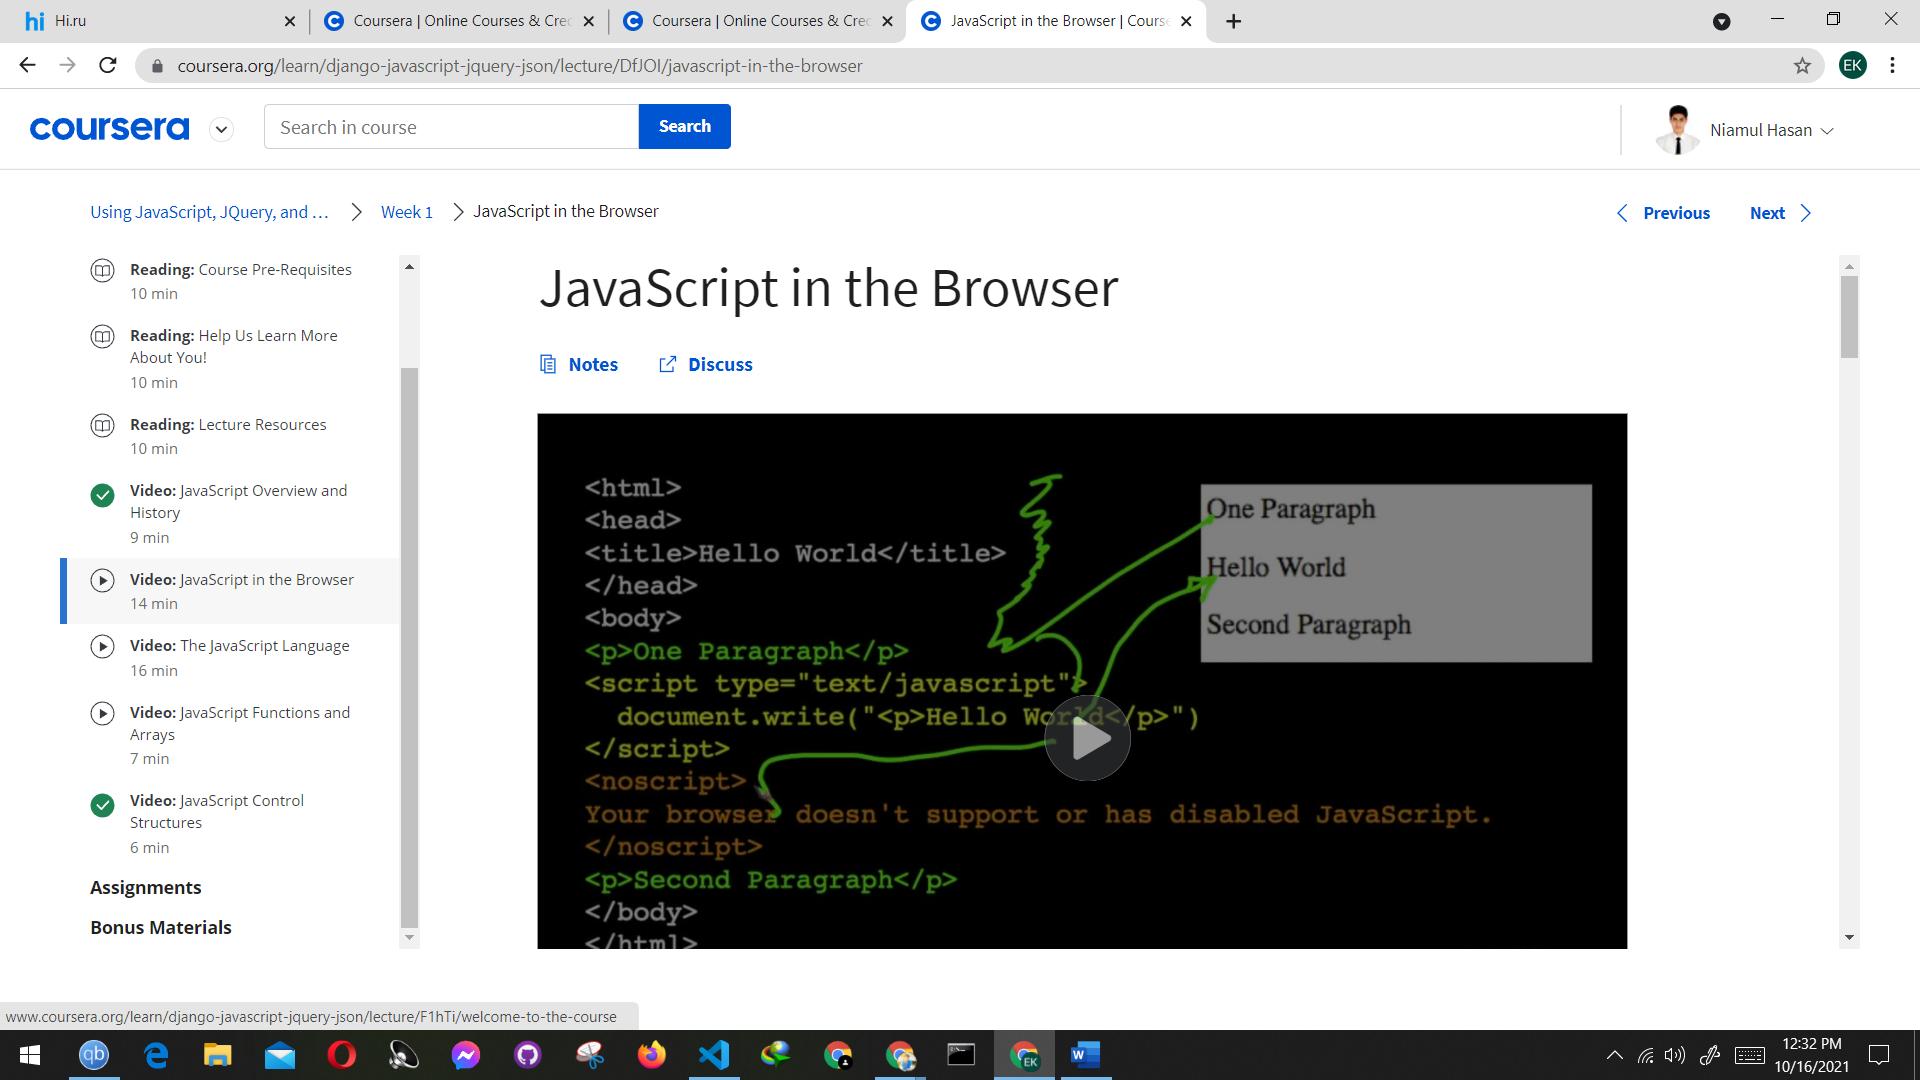 Hi.ru
Coursera | Online Courses & Crec
Coursera | Online Courses & Crec
JavaScript in the Browser | Course
coursera.org/learn/django-javascript-jquery-json/lecture/DfJOI/javascript-in-the-browser
EK
coursera
Search in course
Search
Niamul Hasan
Using JavaScript, JQuery, and ...
Week 1
JavaScript in the Browser
Previous
Next
Reading: Course Pre-Requisites
10 min
Reading: Help Us Learn More
About You!
10 min
Reading: Lecture Resources
10 min
Video: JavaScript Overview and
History
9 min
Video: JavaScript in the Browser
14 min
Video: The JavaScript Language
16 min
Video: JavaScript Functions and
Arrays
7 min
Video: JavaScript Control
Structures
6 min
Assignments
Bonus Materials
JavaScript in the Browser
Notes
Discuss
<html>
<head>
<title>Hello World</title>
</head>
<body>
<p>One Paragraph</p>
<script type="text/javascript">
document.write("<p>Hello World</p>")
</script>
<noscript>
Your browser doesn't support or has disabled JavaScript.
</noscript>
<p>Second Paragraph</p>
</body>
</html>
One Paragraph
Hello World
Second Paragraph
www.coursera.org/learn/django-javascript-jquery-json/lecture/F1hTi/welcome-to-the-course
12:32 PM
10/16/2021